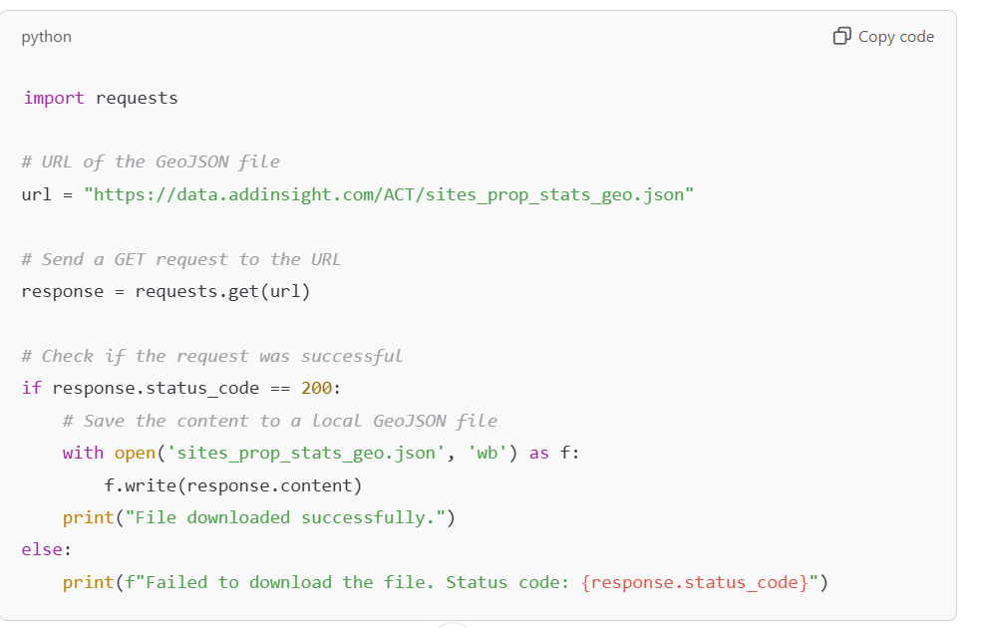 python
Copy code
import requests
# URL of the GeoJSON file
url = "https://data.addinsight.com/ACT/sites_prop_stats_geo.json"
# Send a GET request to the URL
response = requests.get(url)
# Check if the request was successful
if response.status_code == 200:
    # Save the content to a local GeoJSON file
    with open('sites_prop_stats_geo.json', 'wb') as f:
        f.write(response.content)
    print("File downloaded successfully.")
else:
    print(f"Failed to download the file. Status code: {response.status_code}")